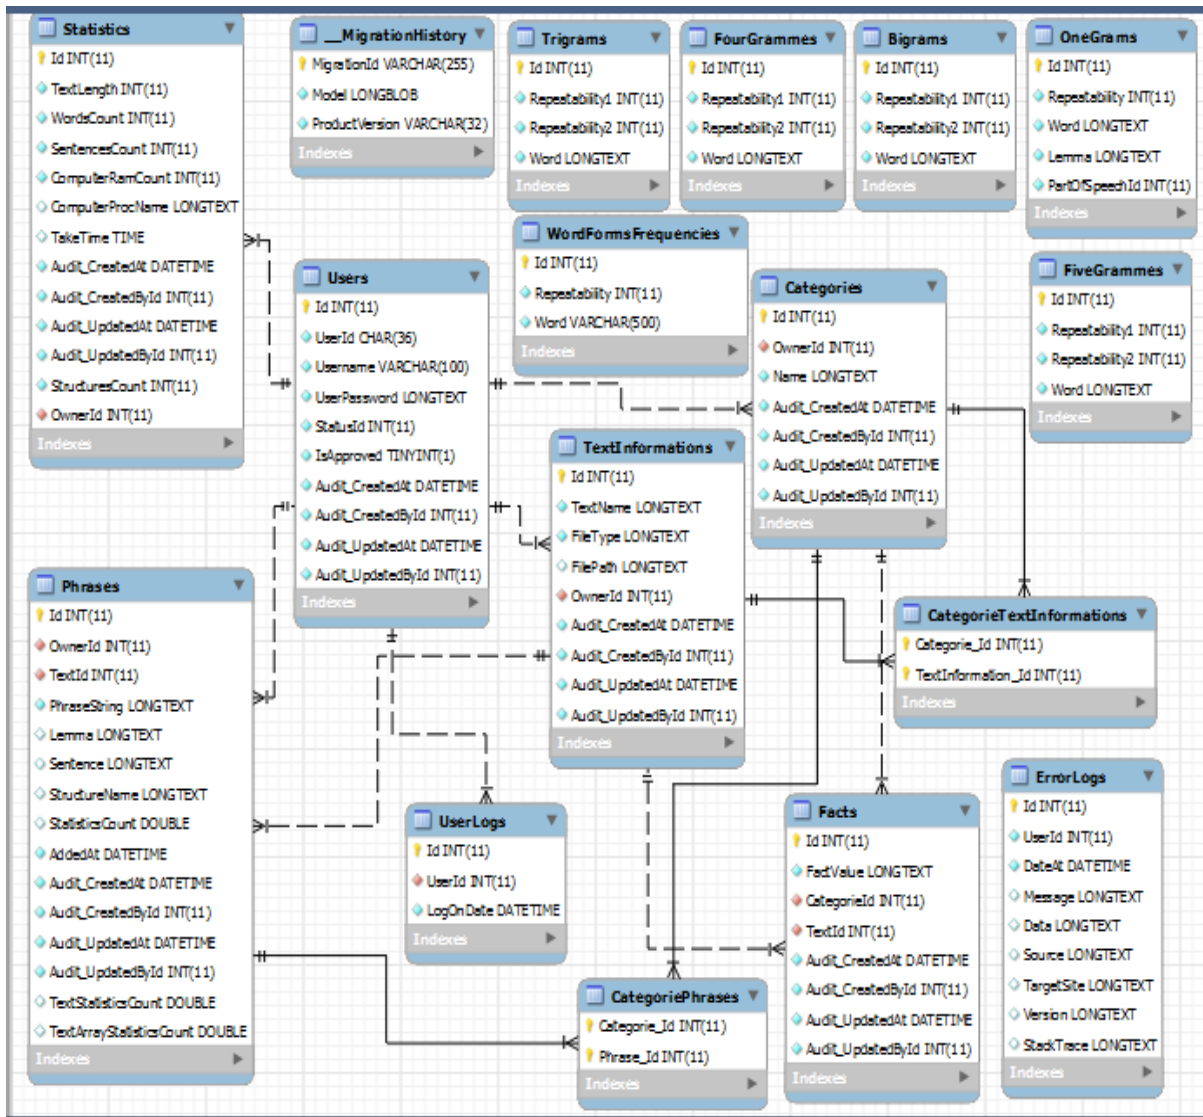 Statistics
Id INT(11)
TextLength INT(11)
WordsCount INT(11)
SentencesCount INT(11)
ComputerRamCount INT(11)
ComputerProcName LONGTEXT
TakeTime TIME
Audit_CreatedAt DATETIME
Audit_CreatedById INT(11)
Audit_UpdatedAt DATETIME
Audit_UpdatedById INT(11)
StructuresCount INT(11)
OwnerId INT(11)
Indexes
__MigrationHistory
MigrationId VARCHAR(255)
Model LONGBLOB
ProductVersion VARCHAR(32)
Indexes
Trigrams
Id INT(11)
Repeatability1 INT(11)
Repeatability2 INT(11)
Word LONGTEXT
Indexes
FourGrammes
Id INT(11)
Repeatability1 INT(11)
Repeatability2 INT(11)
Word LONGTEXT
Indexes
Bigrams
Id INT(11)
Repeatability1 INT(11)
Repeatability2 INT(11)
Word LONGTEXT
Indexes
OneGrams
Id INT(11)
Repeatability INT(11)
Word LONGTEXT
Lemma LONGTEXT
PartOfSpeechId INT(11)
Indexes
WordFormsFrequencies
Id INT(11)
Repeatability INT(11)
Word VARCHAR(500)
Indexes
Users
Id INT(11)
UserId CHAR(36)
Username VARCHAR(100)
UserPassword LONGTEXT
StatusId INT(11)
IsApproved TINYINT(1)
Audit_CreatedAt DATETIME
Audit_CreatedById INT(11)
Audit_UpdatedAt DATETIME
Audit_UpdatedById INT(11)
Indexes
Categories
Id INT(11)
OwnerId INT(11)
Name LONGTEXT
Audit_CreatedAt DATETIME
Audit_CreatedById INT(11)
Audit_UpdatedAt DATETIME
Audit_UpdatedById INT(11)
Indexes
FiveGrammes
Id INT(11)
Repeatability1 INT(11)
Repeatability2 INT(11)
Word LONGTEXT
Indexes
TextInformations
Id INT(11)
TextName LONGTEXT
FileType LONGTEXT
FilePath LONGTEXT
OwnerId INT(11)
Audit_CreatedAt DATETIME
Audit_CreatedById INT(11)
Audit_UpdatedAt DATETIME
Audit_UpdatedById INT(11)
Indexes
Phrases
Id INT(11)
OwnerId INT(11)
TextId INT(11)
PhraseString LONGTEXT
Lemma LONGTEXT
Sentence LONGTEXT
StructureName LONGTEXT
StatisticsCount DOUBLE
AddedAt DATETIME
Audit_CreatedAt DATETIME
Audit_CreatedById INT(11)
Audit_UpdatedAt DATETIME
Audit_UpdatedById INT(11)
TextStatisticsCount DOUBLE
TextArrayStatisticsCount DOUBLE
Indexes
CategorieTextInformations
Categorie_Id INT(11)
TextInformation_Id INT(11)
Indexes
UserLogs
Id INT(11)
UserId INT(11)
LogOnDate DATETIME
Indexes
Facts
Id INT(11)
FactValue LONGTEXT
CategorieId INT(11)
TextId INT(11)
Audit_CreatedAt DATETIME
Audit_CreatedById INT(11)
Audit_UpdatedAt DATETIME
Audit_UpdatedById INT(11)
Indexes
ErrorLogs
Id INT(11)
UserId INT(11)
DateAt DATETIME
Message LONGTEXT
Data LONGTEXT
Source LONGTEXT
TargetSite LONGTEXT
Version LONGTEXT
StackTrace LONGTEXT
Indexes
CategoriePhrases
Categorie_Id INT(11)
Phrase_Id INT(11)
Indexes